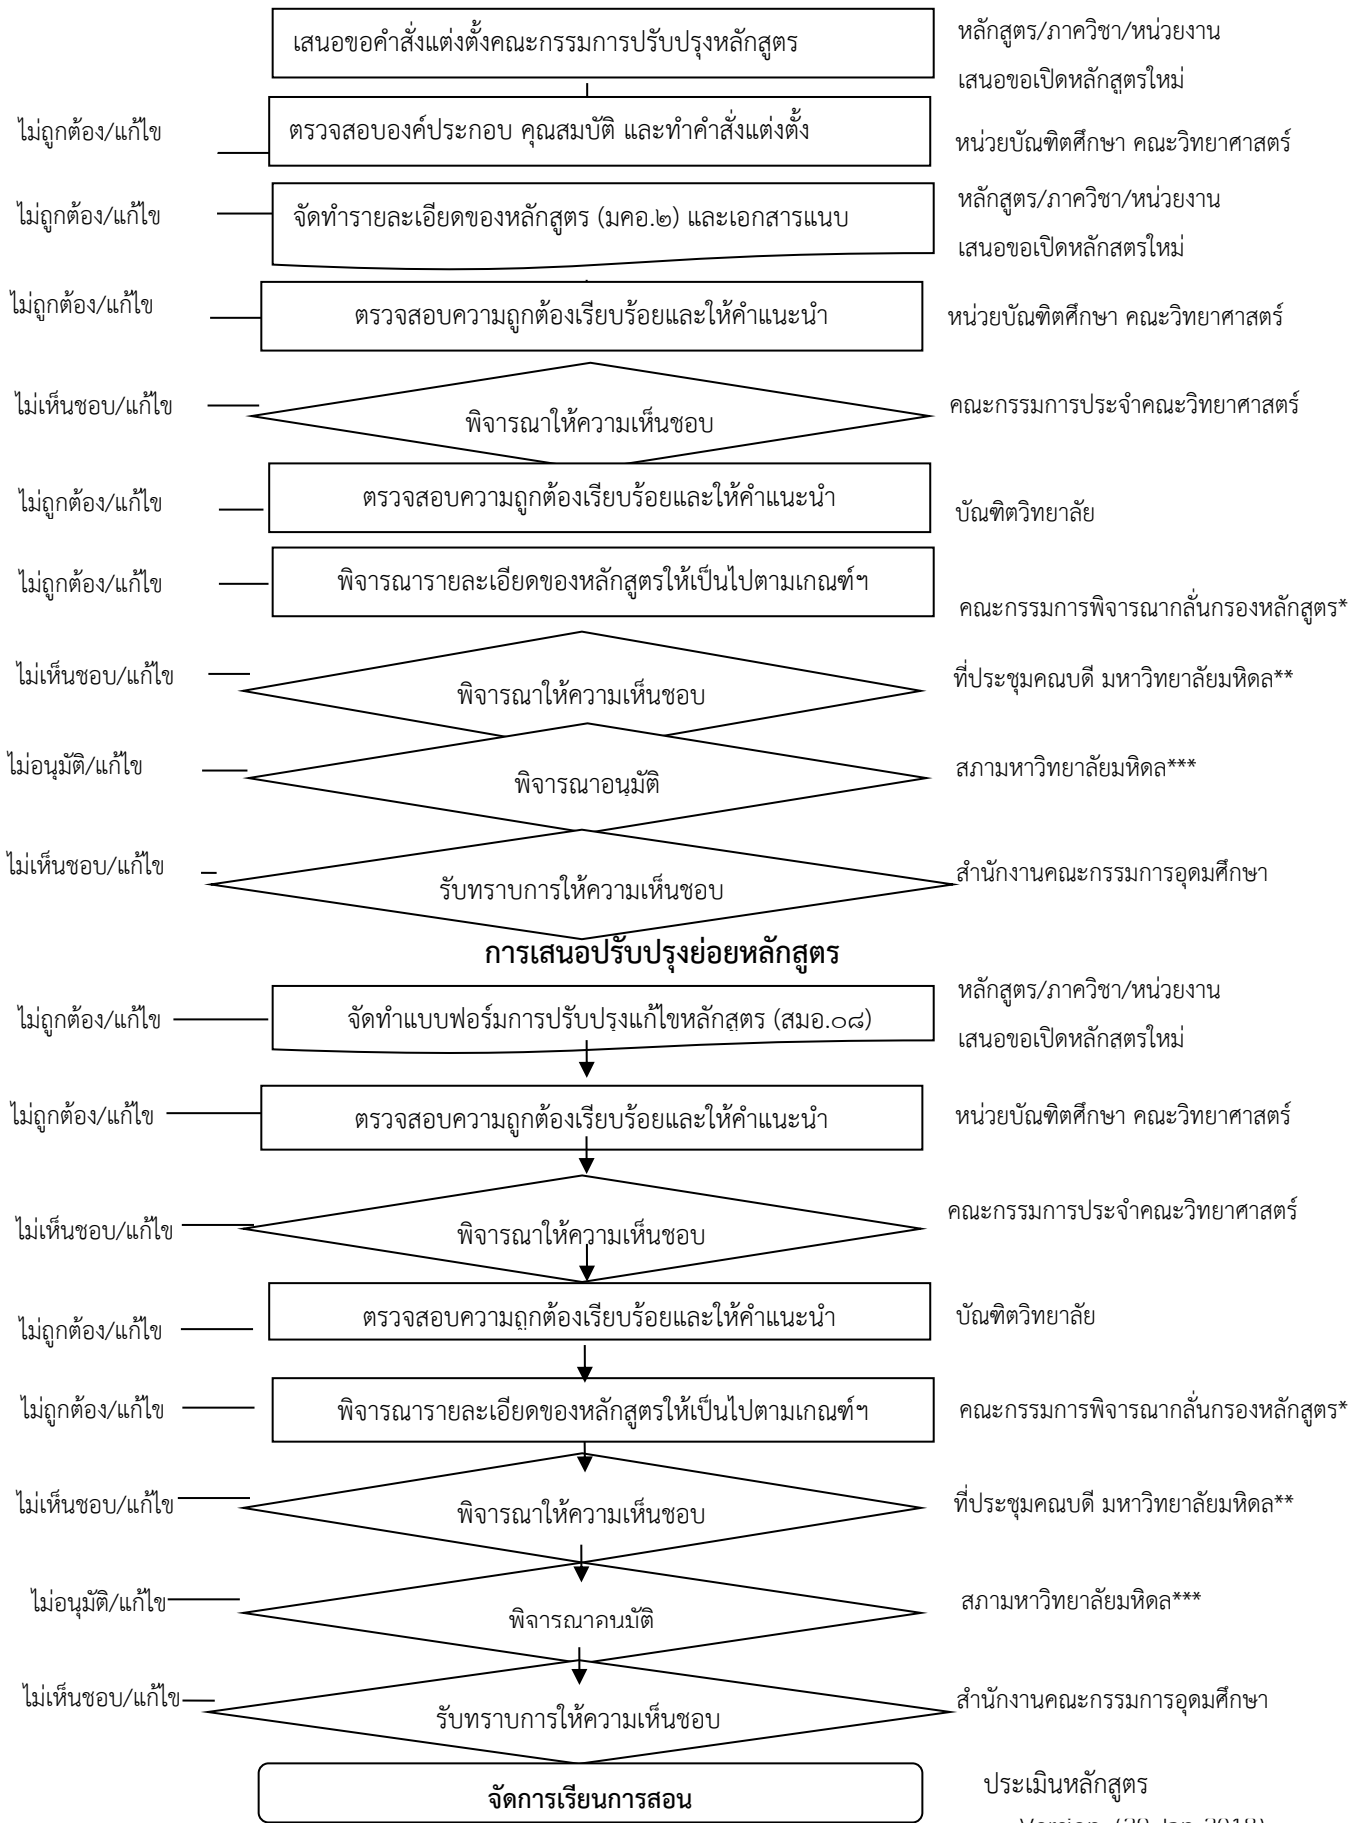 เสนอขอคำสั่งแต่งตั้งคณะกรรมการปรับปรุงหลักสูตร
หลักสูตร/ภาควิชา/หน่วยงาน
เสนอขอเปิดหลักสูตรใหม่
ไม่ถูกต้อง/แก้ไข
ตรวจสอบองค์ประกอบ คุณสมบัติ และทำคำสั่งแต่งตั้ง
หน่วยบัณฑิตศึกษา คณะวิทยาศาสตร์
ไม่ถูกต้อง/แก้ไข
จัดทำรายละเอียดของหลักสูตร (มคอ.๒) และเอกสารแนบ
หลักสูตร/ภาควิชา/หน่วยงาน
เสนอขอเปิดหลักสตรใหม่
ไม่ถูกต้อง/แก้ไข
ตรวจสอบความถูกต้องเรียบร้อยและให้คำแนะนำ
หน่วยบัณฑิตศึกษา คณะวิทยาศาสตร์
ไม่เห็นชอบ/แก้ไข
พิจารณาให้ความเห็นชอบ
คณะกรรมการประจำคณะวิทยาศาสตร์
ไม่ถูกต้อง/แก้ไข
ตรวจสอบความถูกต้องเรียบร้อยและให้คำแนะนำ
บัณฑิตวิทยาลัย
ไม่ถูกต้อง/แก้ไข
พิจารณารายละเอียดของหลักสูตรให้เป็นไปตามเกณฑ์ฯ
คณะกรรมการพิจารณากลั่นกรองหลักสูตร*
ไม่เห็นชอบ/แก้ไข
พิจารณาให้ความเห็นชอบ
ที่ประชุมคณบดี มหาวิทยาลัยมหิดล**
ไม่อนุมัติ/แก้ไข
พิจารณาอนุมัติ
สภามหาวิทยาลัยมหิดล***
ไม่เห็นชอบ/แก้ไข
รับทราบการให้ความเห็นชอบ
สำนักงานคณะกรรมการอุดมศึกษา
การเสนอปรับปรุงย่อยหลักสูตร
ไม่ถูกต้อง/แก้ไข
จัดทำแบบฟอร์มการปรับปรุงแก้ไขหลักสูตร (สมอ.๐๘)
หลักสูตร/ภาควิชา/หน่วยงาน
เสนอขอเปิดหลักสตรใหม่
ไม่ถูกต้อง/แก้ไข
ตรวจสอบความถูกต้องเรียบร้อยและให้คำแนะนำ
หน่วยบัณฑิตศึกษา คณะวิทยาศาสตร์
ไม่เห็นชอบ/แก้ไข
พิจารณาให้ความเห็นชอบ
คณะกรรมการประจำคณะวิทยาศาสตร์
ไม่ถูกต้อง/แก้ไข
ตรวจสอบความถูกต้องเรียบร้อยและให้คำแนะนำ
บัณฑิตวิทยาลัย
ไม่ถูกต้อง/แก้ไข
พิจารณารายละเอียดของหลักสูตรให้เป็นไปตามเกณฑ์ฯ
คณะกรรมการพิจารณากลั่นกรองหลักสูตร*
ไม่เห็นชอบ/แก้ไข
พิจารณาให้ความเห็นชอบ
ที่ประชุมคณบดี มหาวิทยาลัยมหิดล**
ไม่อนุมัติ/แก้ไข
พิจารณาอนุมัติ
สภามหาวิทยาลัยมหิดล***
ไม่เห็นชอบ/แก้ไข
รับทราบการให้ความเห็นชอบ
สำนักงานคณะกรรมการอุดมศึกษา
จัดการเรียนการสอน
ประเมินหลักสูตร